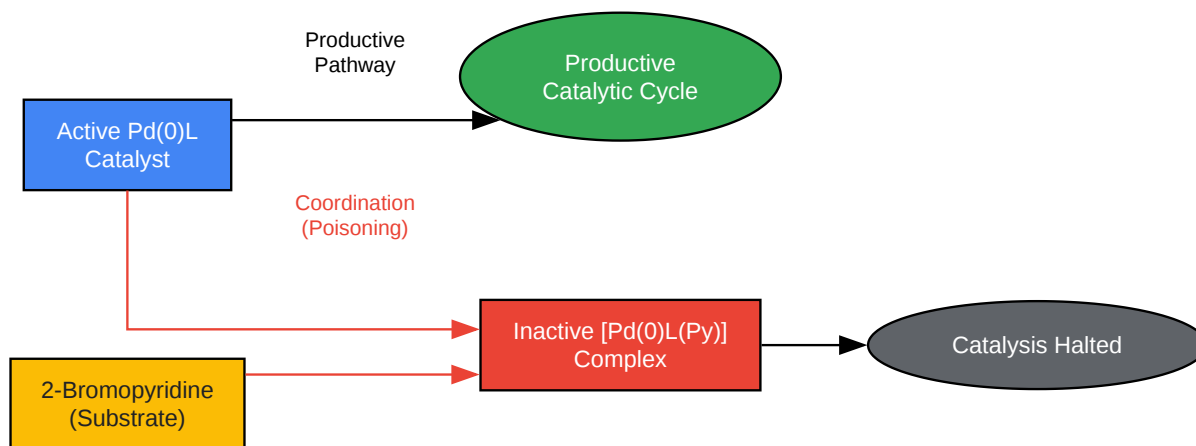 Productive
Pathway
Productive
Catalytic Cycle
Active Pd(0)L
Catalyst
Coordination
(Poisoning)
Inactive [Pd(0)L(Py)]
Complex
Catalysis Halted
2-Bromopyridine
(Substrate)